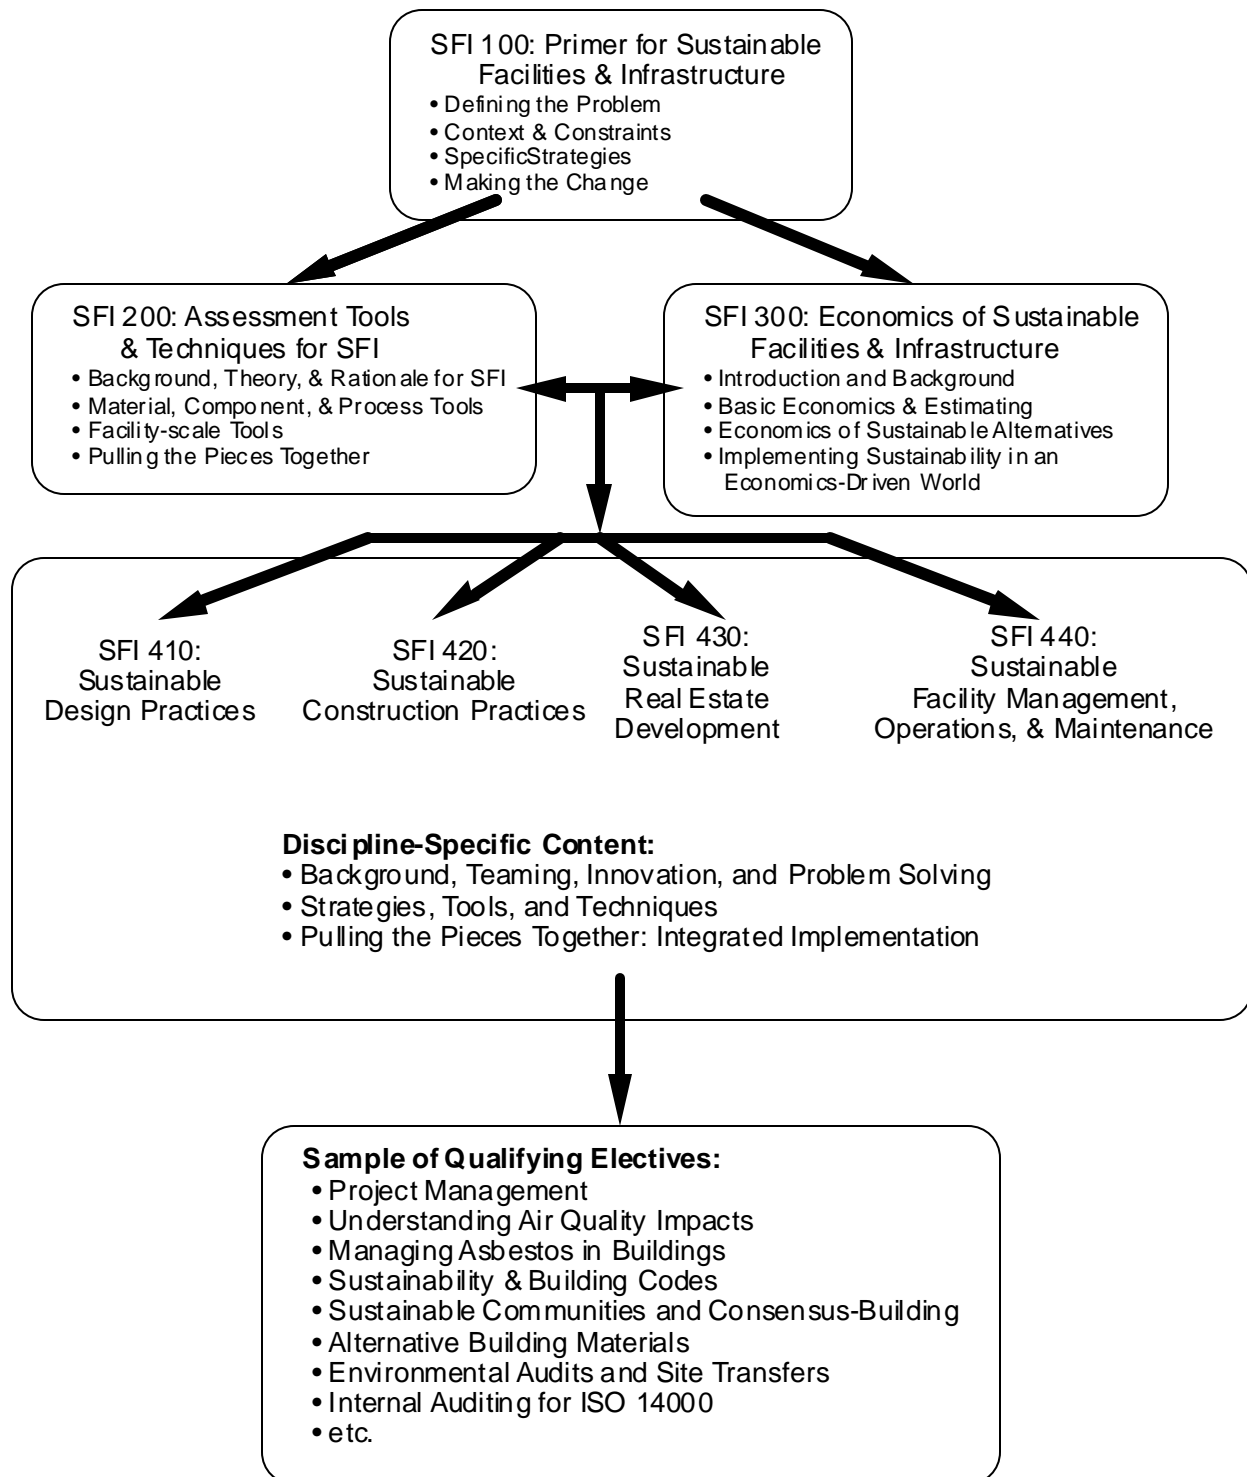 SFI 100: Primer for Sustainable
Facilities & Infrastructure
• Defining the Problem
• Context & Constraints
• SpecificStrategies
• Making the Change
SFI 200: Assessment Tools
& Techniques for SFI
• Background, Theory, & Rationale for SFI
• Material, Component, & Process Tools
• Facility-scale Tools
• Pulling the Pieces Together
SFI 300: Economics of Sustainable
Facilities & Infrastructure
• Introduction and Background
• Basic Economics & Estimating
• Economics of Sustainable Alternatives
• Implementing Sustainability in an
Economics-Driven World
SFI 410:
Sustainable
Design Practices
SFI 420:
Sustainable
Construction Practices
SFI 430:
Sustainable
Real Estate
Development
SFI 440:
Sustainable
Facility Management,
Operations, & Maintenance
Discipline-Specific Content:
• Background, Teaming, Innovation, and Problem Solving
• Strategies, Tools, and Techniques
• Pulling the Pieces Together: Integrated Implementation
Sample of Qualifying Electives:
• Project Management
• Understanding Air Quality Impacts
• Managing Asbestos in Buildings
• Sustainability & Building Codes
• Sustainable Communities and Consensus-Building
• Alternative Building Materials
• Environmental Audits and Site Transfers
• Internal Auditing for ISO 14000
• etc.